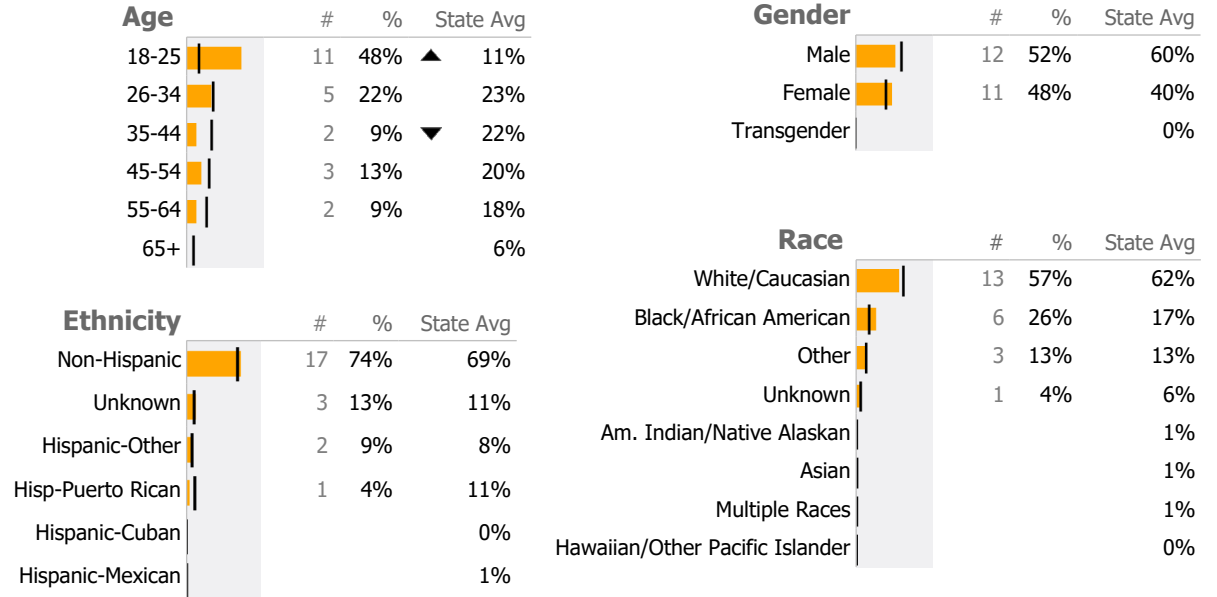 Age # % State Avg
18-25 11 48% ▲ 11%
26-34 5 22% 23%
35-44 2 9% ▼ 22%
45-54 3 13% 20%
55-64 2 9% 18%
65+ 6%
Ethnicity # % State Avg
Non-Hispanic 17 74% 69%
Unknown 3 13% 11%
Hispanic-Other 2 9% 8%
Hisp-Puerto Rican 1 4% 11%
Hispanic-Cuban 0%
Hispanic-Mexican 1%
Gender # % State Avg
Male 12 52% 60%
Female 11 48% 40%
Transgender 0%
Race # % State Avg
White/Caucasian 13 57% 62%
Black/African American 6 26% 17%
Other 3 13% 13%
Unknown 1 4% 6%
Am. Indian/Native Alaskan 1%
Asian 1%
Multiple Races 1%
Hawaiian/Other Pacific Islander 0%